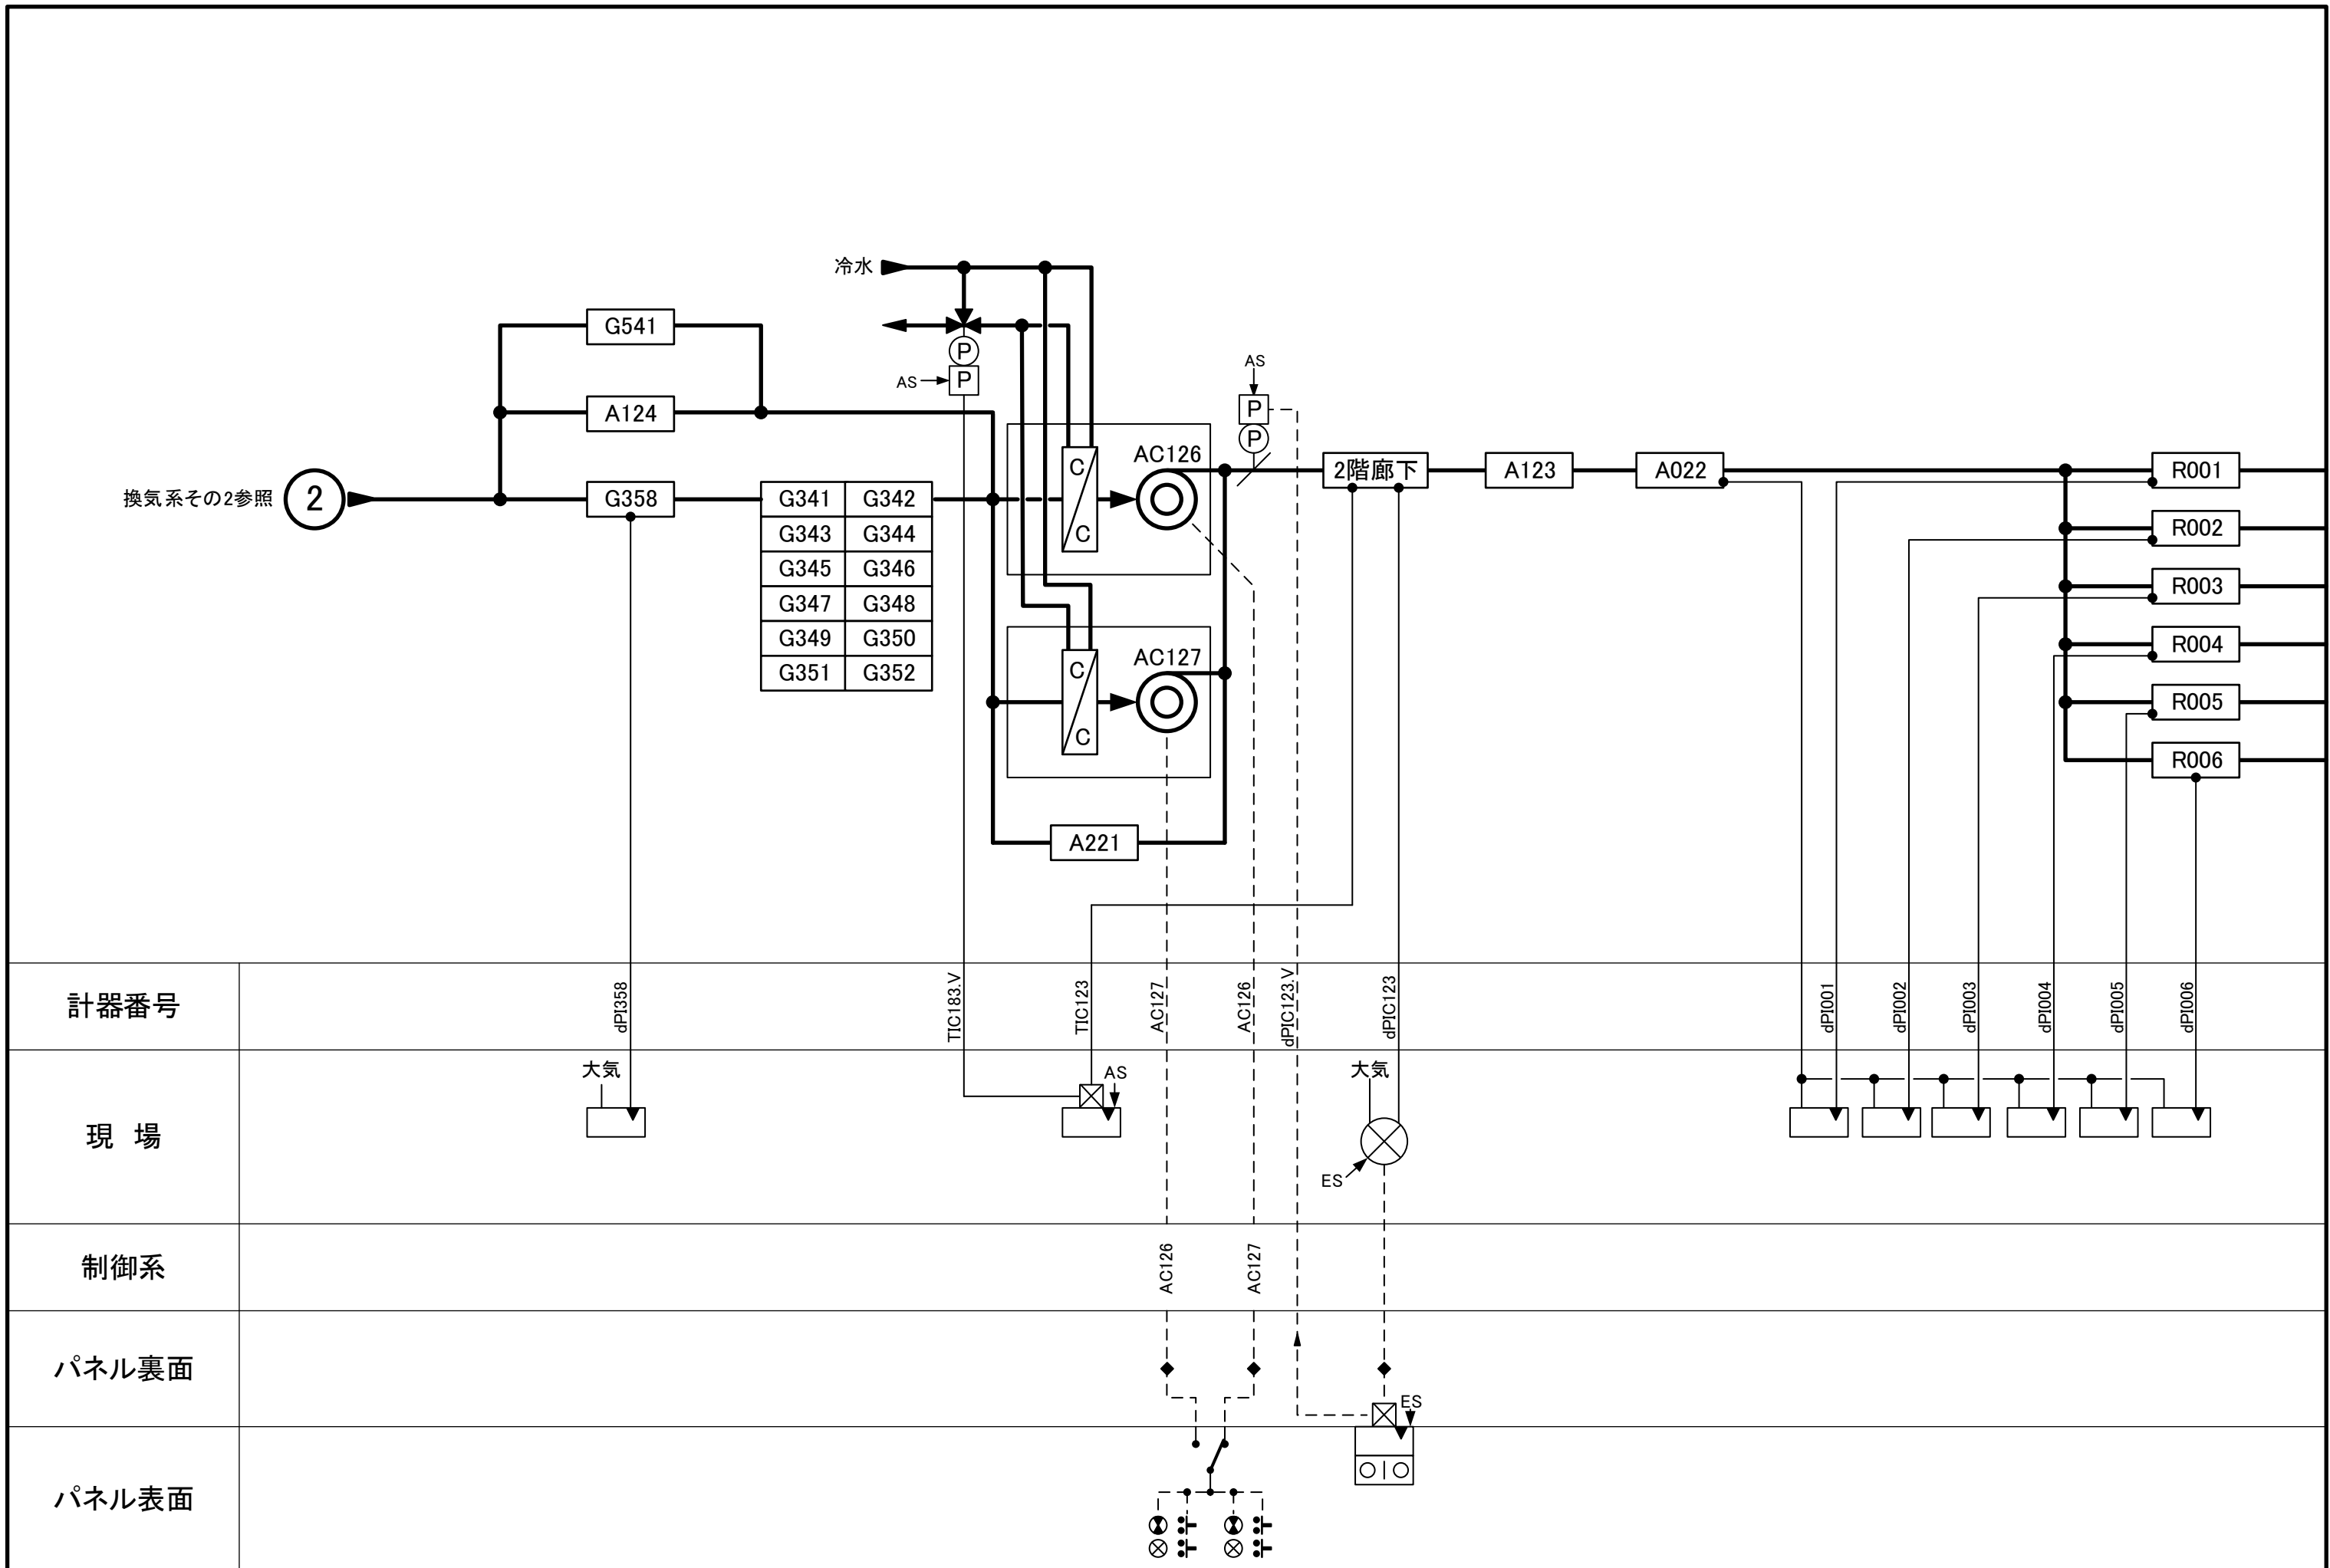 冷水
G541
P
AS
P
AS
P
P
A124
AC126
C
C
換気系その2参照
2
G358
G341 G342
G343 G344
G345 G346
G347 G348
G349 G350
G351 G352
2階廊下
A123
A022
R001
R002
R003
R004
R005
R006
AC127
C
C
A221
計器番号
dPI358
TIC183.V
TIC123
AC127
AC126
dPIC123.V
dPIC123
dPI001
dPI002
dPI003
dPI004
dPI005
dPI006
現 場
大気
AS
大気
ES
制御系
AC126
AC127
パネル裏面
ES
パネル表面